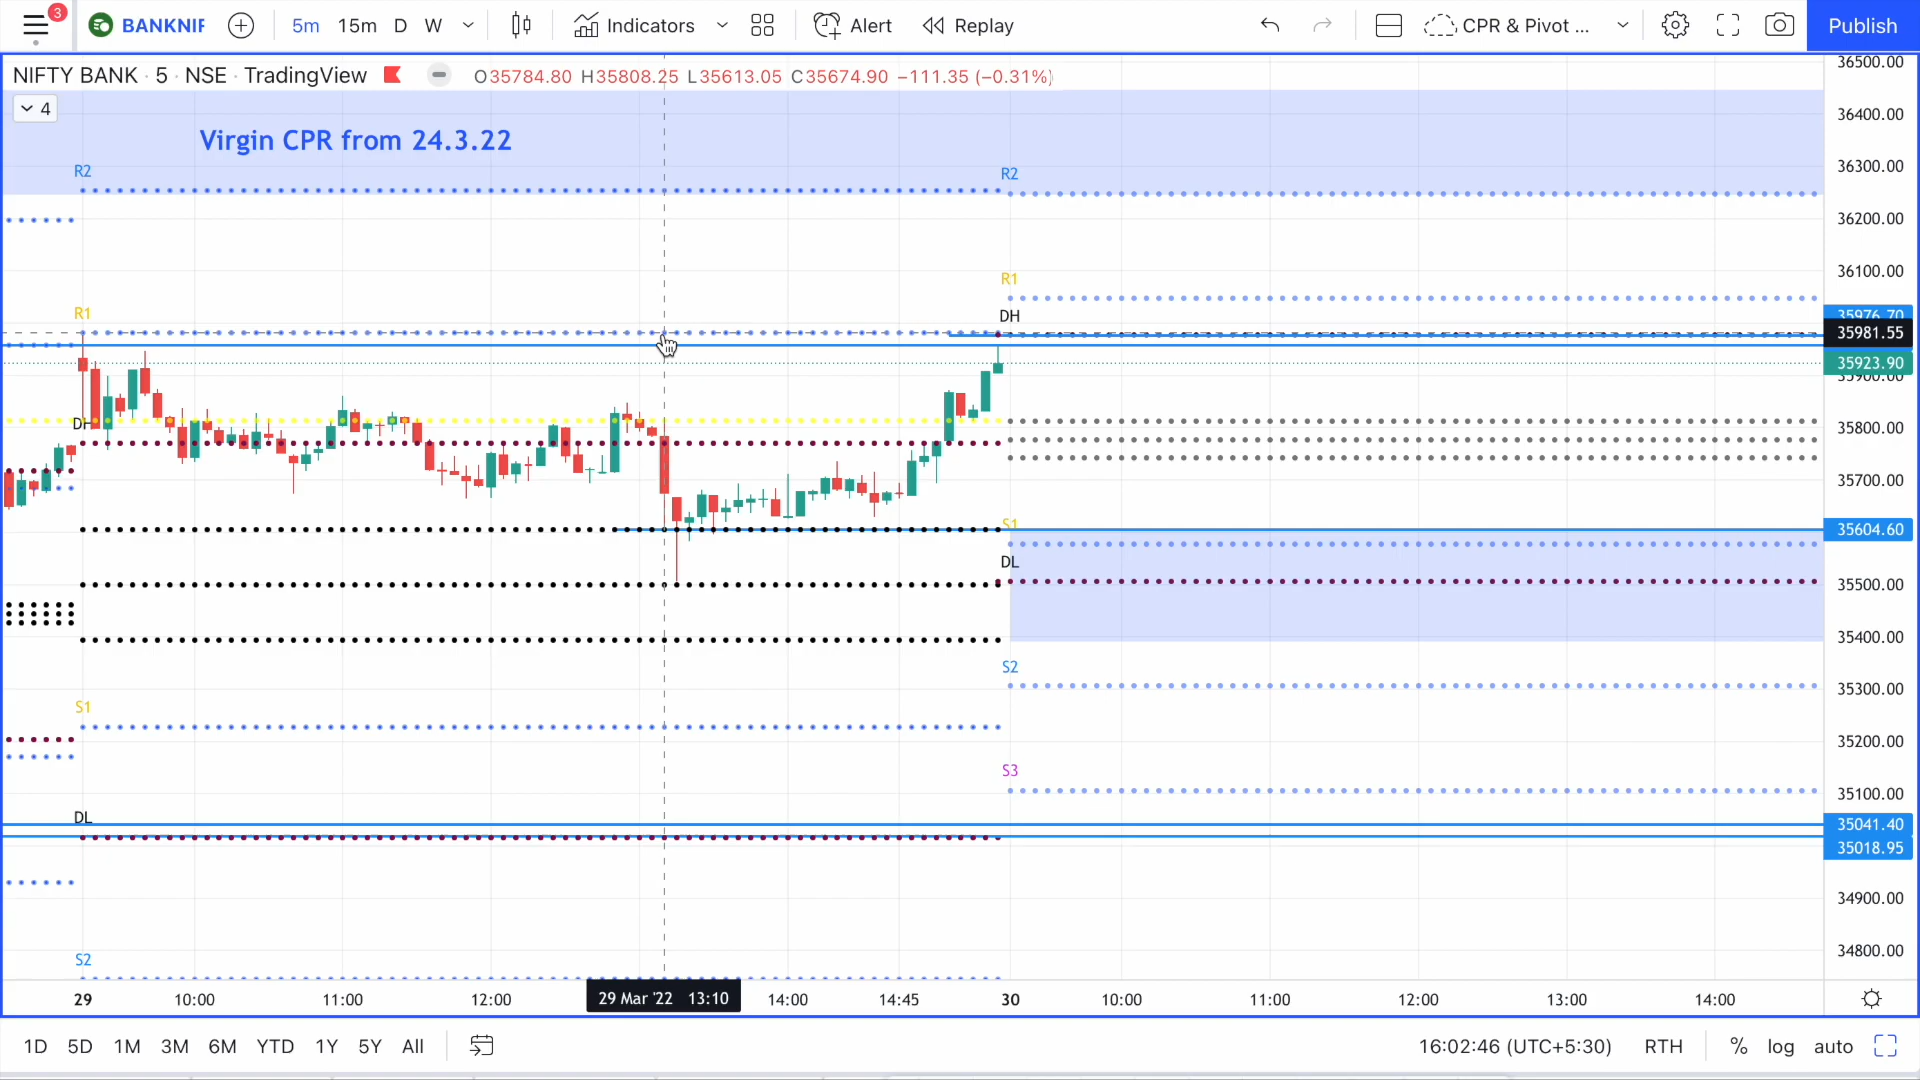 3
BANKNIF
5m 15m D W Indicators Alert Replay CPR & Pivot ... Publish
NIFTY BANK · 5 · NSE · TradingView O35784.80 H35808.25 L35613.05 C35674.90 −111.35 (−0.31%)
4
Virgin CPR from 24.3.22
36500.00
36400.00
36300.00
36200.00
36100.00
35976.70
35981.55
35923.90
35900.00
35800.00
35700.00
35604.60
35500.00
35400.00
35300.00
35200.00
35100.00
35041.40
35018.95
34900.00
34800.00
R2
R2
R1
R1
DH
DH
S1
DL
S2
S1
S3
DL
S2
29 10:00 11:00 12:00 29 Mar '22 13:10 14:00 14:45 30 10:00 11:00 12:00 13:00 14:00
1D 5D 1M 3M 6M YTD 1Y 5Y All 16:02:46 (UTC+5:30) RTH % log auto